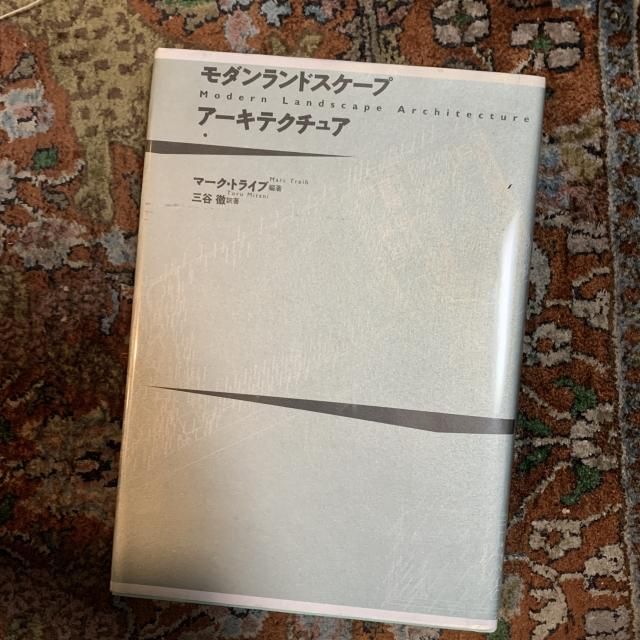 モダンランドスケープ
Modern Landscape Architecture
アーキテクチュア
Marc Treib
マーク・トライブ編著
Toru Mitani
三谷 徹訳著